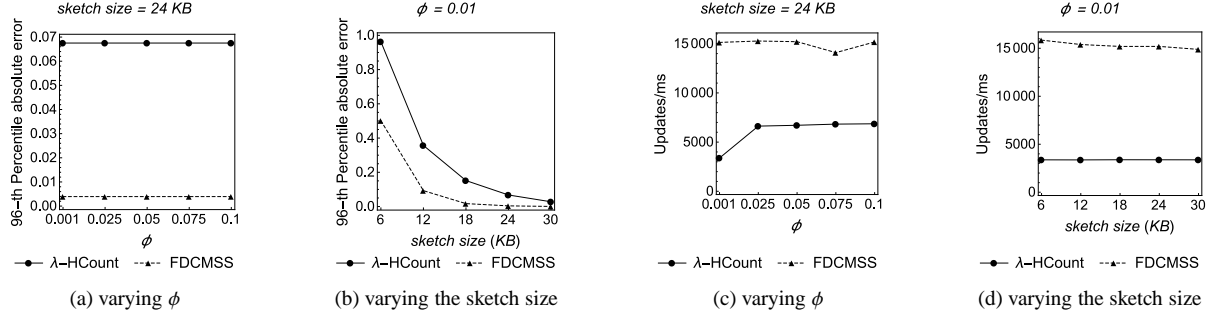 sketch size = 24 KB
96-th Percentile absolute error
0.07
0.06
0.05
0.04
0.03
0.02
0.01
0.00
0.001 0.025 0.05 0.075 0.1
ϕ
λ-HCount FDCMSS
(a) varying ϕ
ϕ = 0.01
96-th Percentile absolute error
1.0
0.8
0.6
0.4
0.2
0.0
6 12 18 24 30
sketch size (KB)
λ-HCount FDCMSS
(b) varying the sketch size
sketch size = 24 KB
Updates/ms
15 000
10 000
5000
0
0.001 0.025 0.05 0.075 0.1
ϕ
λ-HCount FDCMSS
(c) varying ϕ
ϕ = 0.01
Updates/ms
15 000
10 000
5000
0
6 12 18 24 30
sketch size (KB)
λ-HCount FDCMSS
(d) varying the sketch size